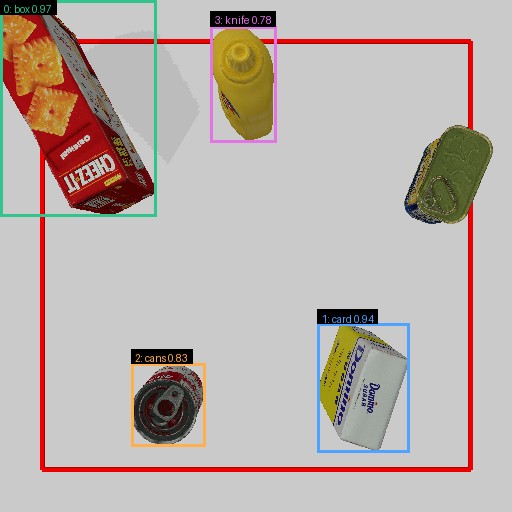 0: box 0.97
3: knife 0.78
ORIGINAL
CHEEZ-IT
1: card 0.94
Domino
Domino
SUGAR
2: cans 0.83